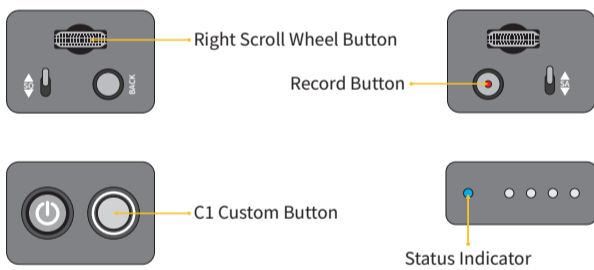 Right Scroll Wheel Button
Record Button
BACK
C1 Custom Button
Status Indicator